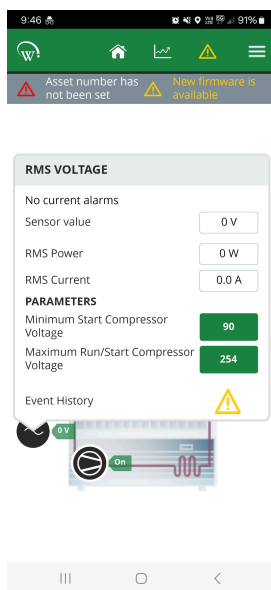 9:46
91%
W
Asset number has
not been set
New firmware is
available
RMS VOLTAGE
No current alarms
Sensor value
0 V
RMS Power
0 W
RMS Current
0.0 A
PARAMETERS
Minimum Start Compressor
Voltage
90
Maximum Run/Start Compressor
Voltage
254
Event History
0 V
On